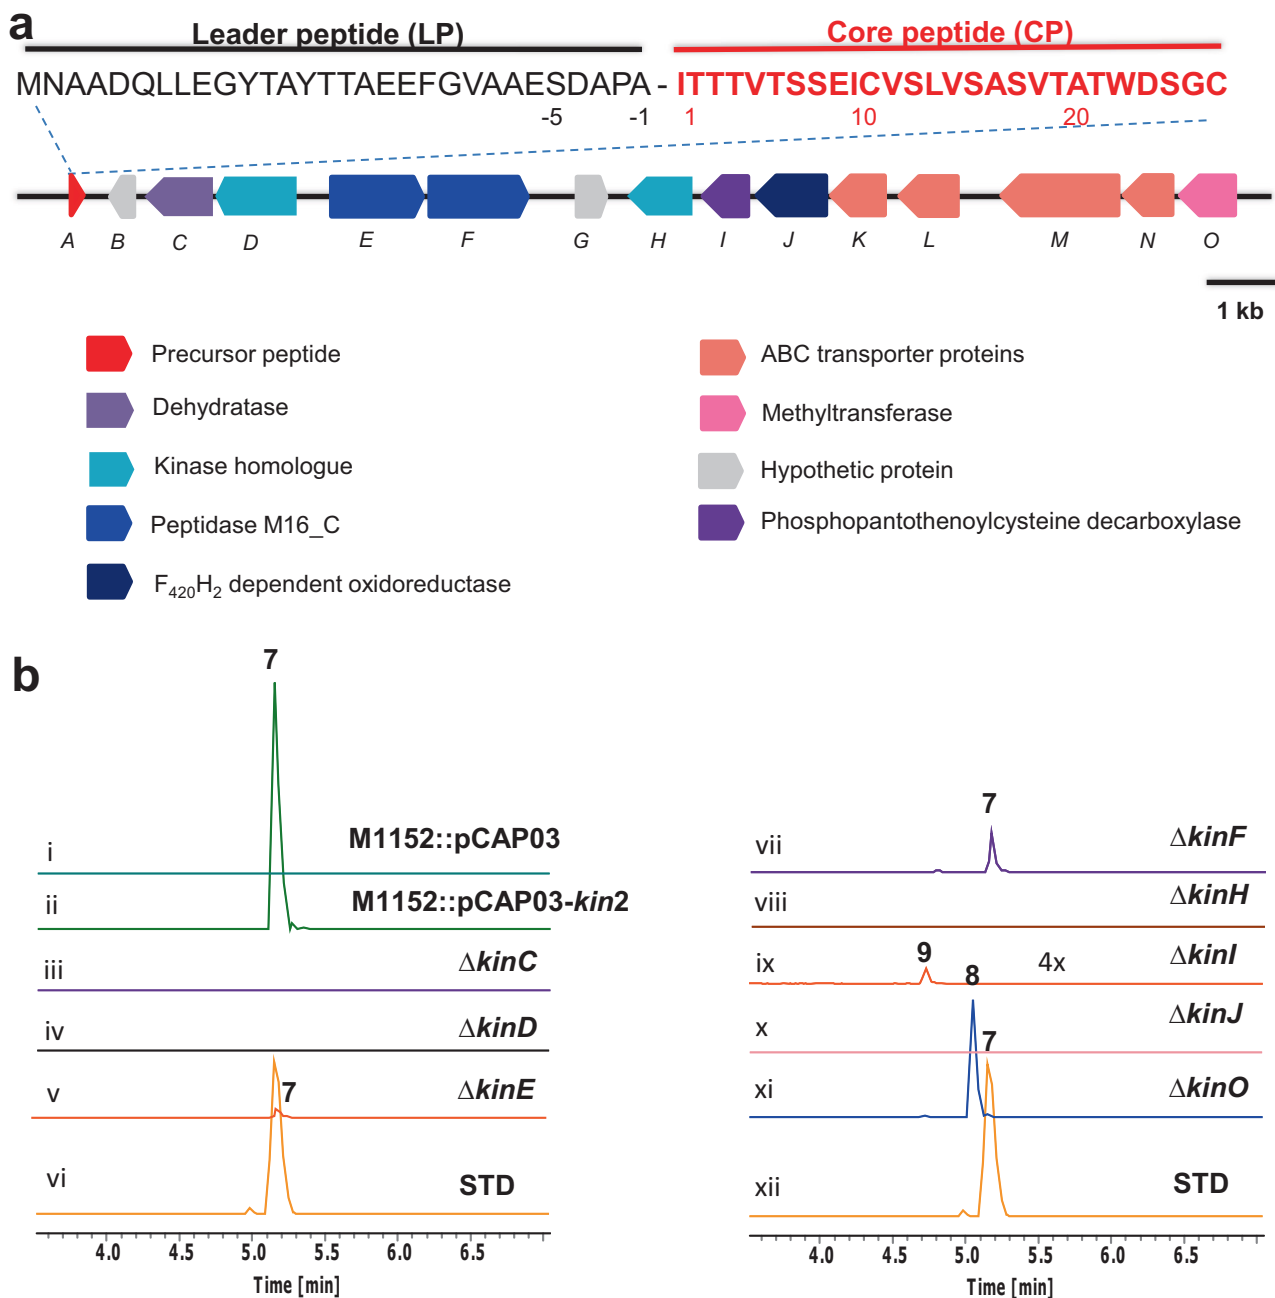 a
Leader peptide (LP) Core peptide (CP)
MNAADQLLEGYTAYTTAEEFGVAAESDAPA - ITTTVTSSEICVSLVSASVTATWDSGC
-5 -1 1 10 20
A B C D E F G H I J K L M N O
1 kb
Precursor peptide
Dehydratase
Kinase homologue
Peptidase M16_C
F420H2 dependent oxidoreductase
ABC transporter proteins
Methyltransferase
Hypothetic protein
Phosphopantothenoylcysteine decarboxylase
b
7
i M1152::pCAP03
ii M1152::pCAP03-kin2
iii ΔkinC
iv ΔkinD
v 7 ΔkinE
vi STD
4.0 4.5 5.0 5.5 6.0 6.5
Time [min]
7
vii ΔkinF
viii ΔkinH
ix 9 4x ΔkinI
8
x ΔkinJ
7
xi ΔkinO
xii STD
4.0 4.5 5.0 5.5 6.0 6.5
Time [min]